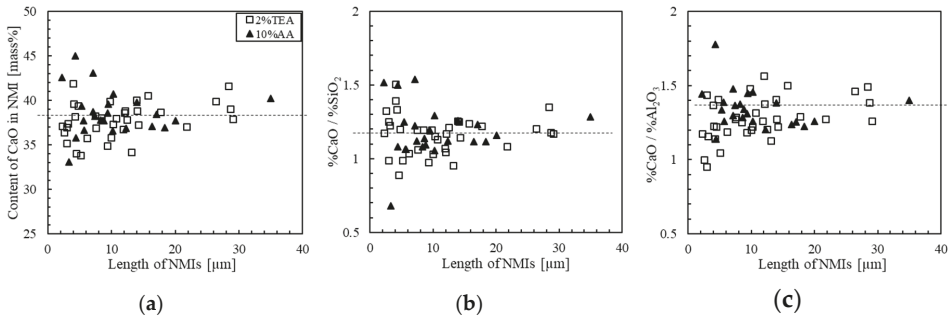 Content of CaO in NMI [mass%]
50
45
40
35
30
25
0 10 20 30 40
Length of NMIs [µm]
2%TEA
10%AA
(a)
%CaO / %SiO2
2
1.5
1
0.5
0 10 20 30 40
Length of NMIs [µm]
(b)
%CaO / %Al2O3
2
1.5
1
0.5
0 10 20 30 40
Length of NMIs [µm]
(c)